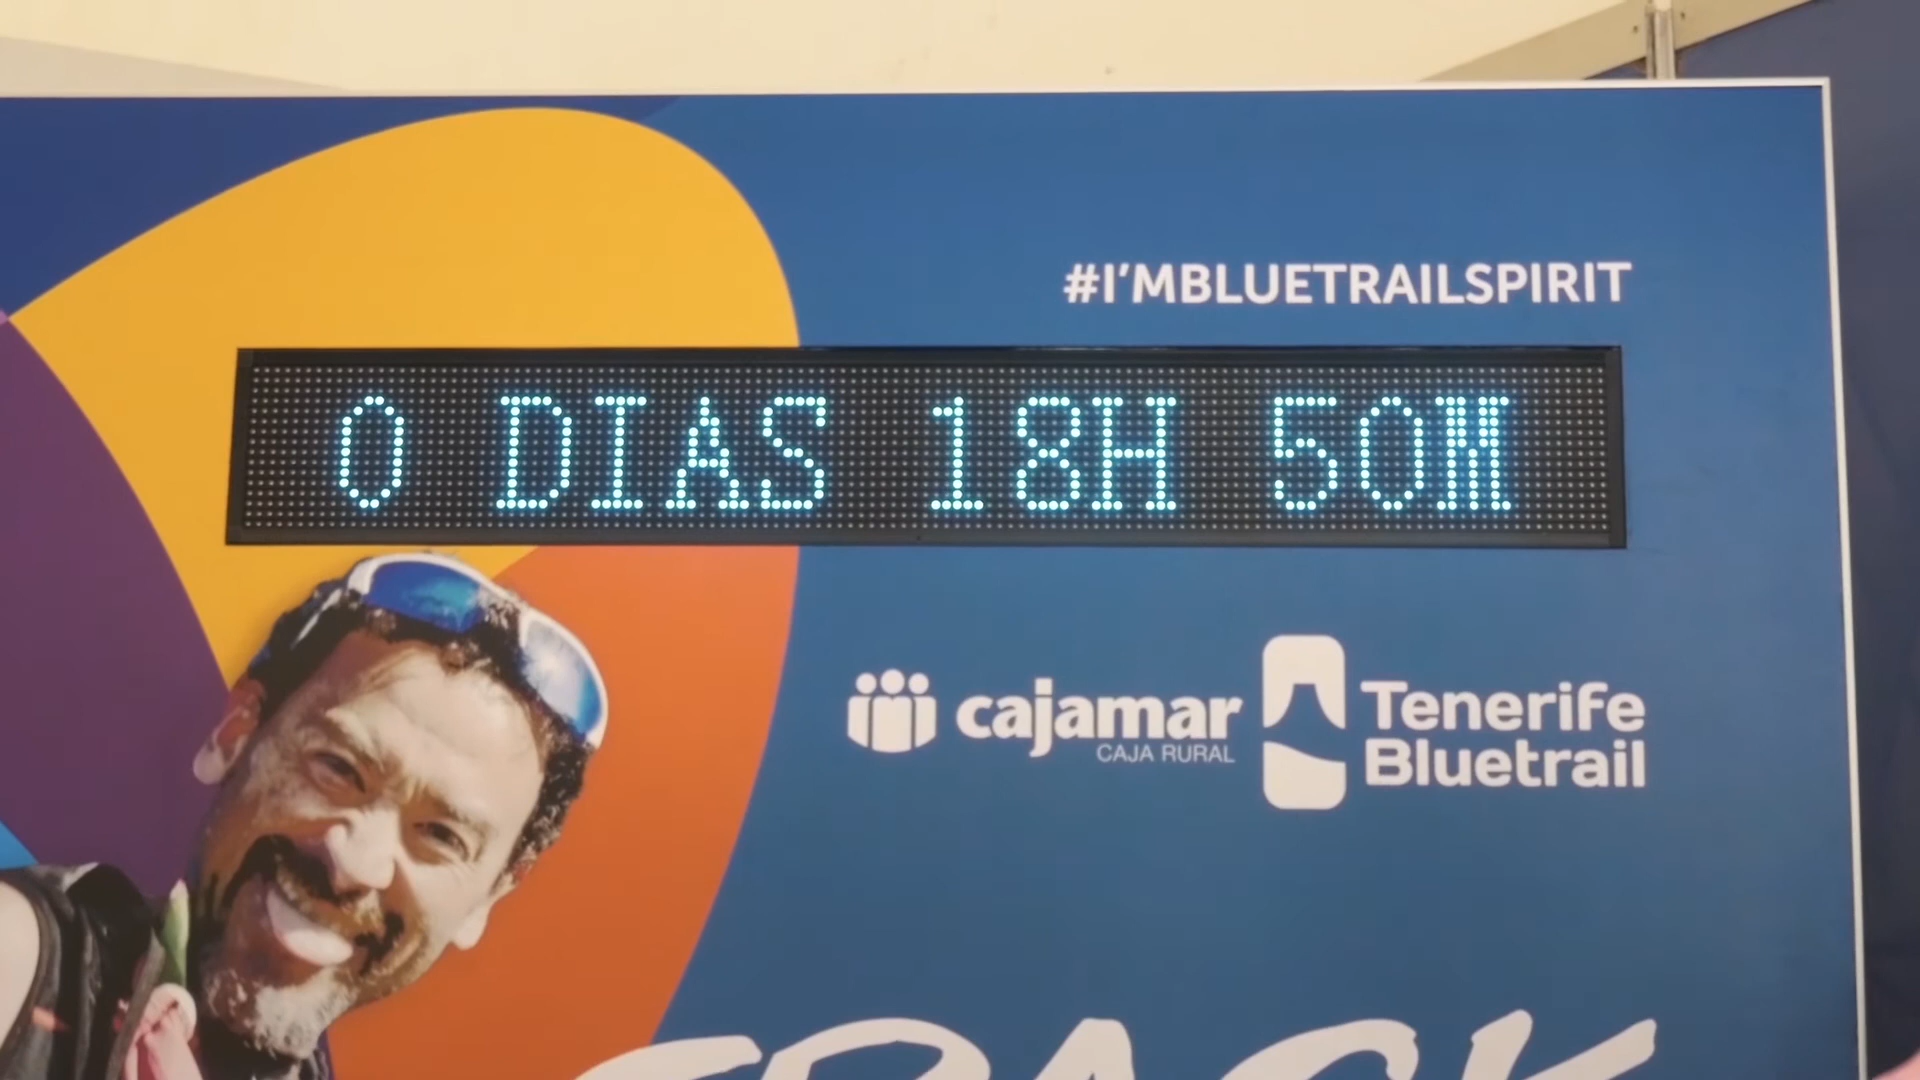 #I'MBLUETRAILSPIRIT
0 DIAS 18H 50M
cajamar
CAJA RURAL
Tenerife
Bluetrail